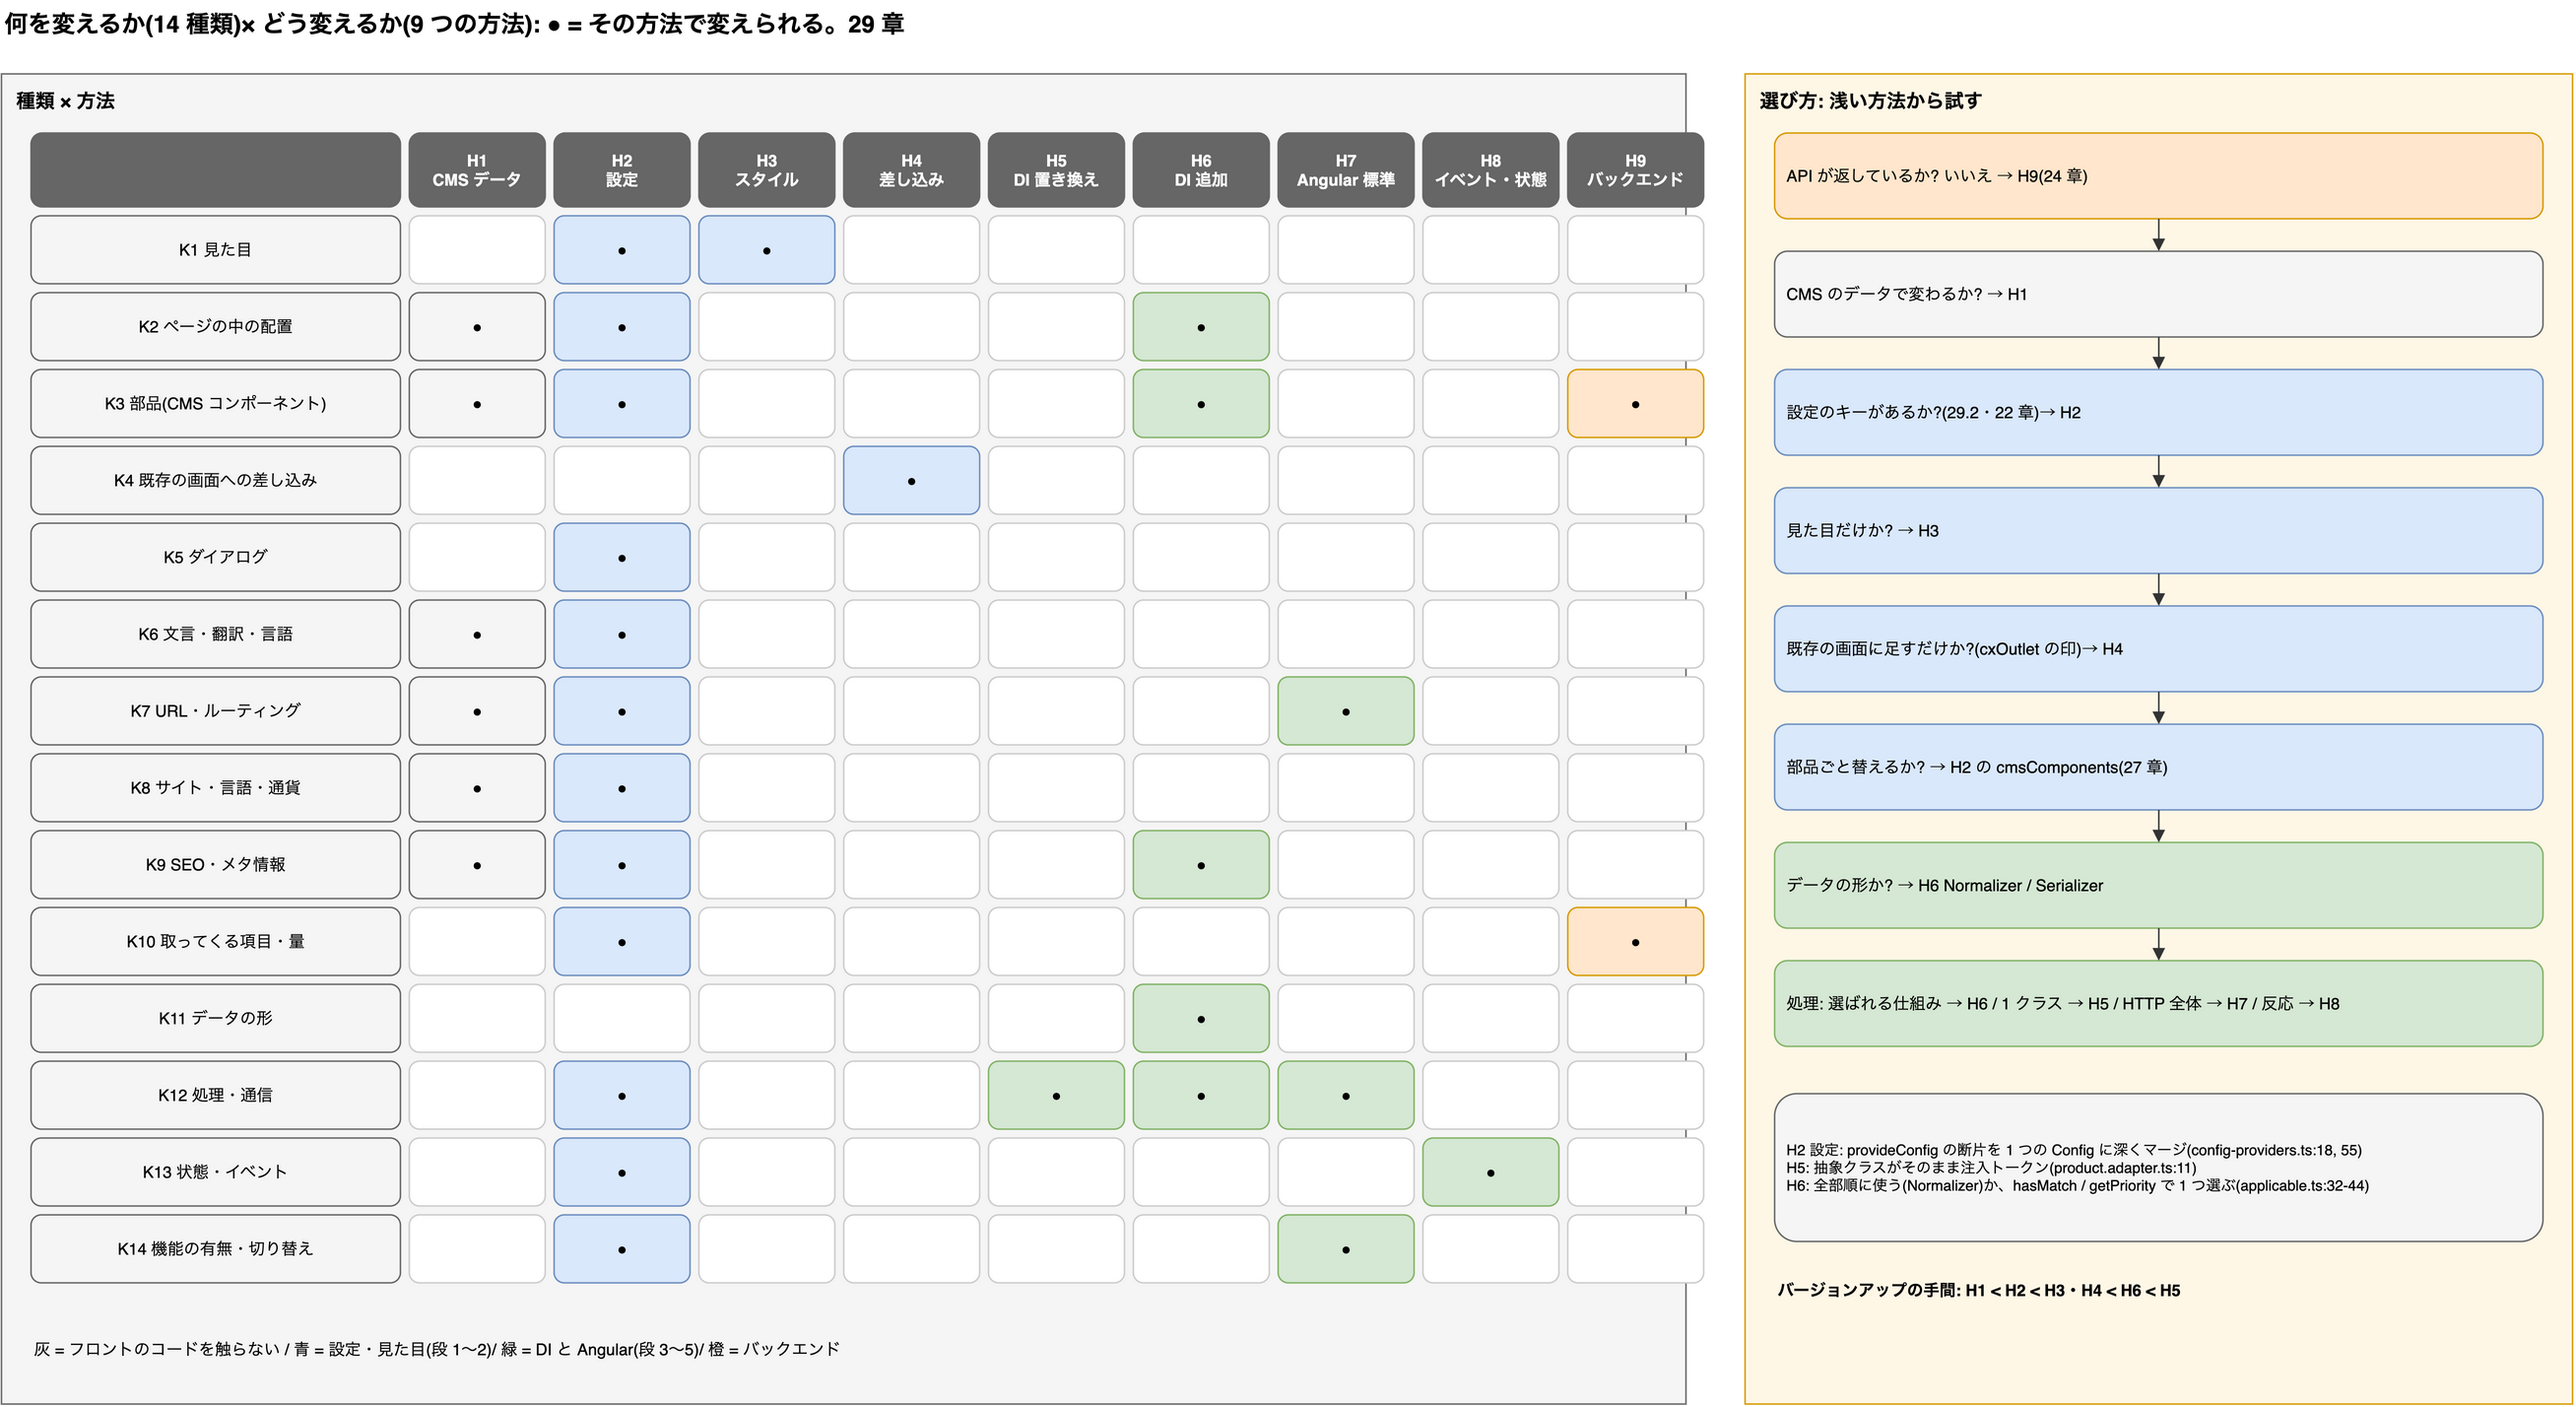 何を変えるか(14 種類)× どう変えるか(9 つの方法): ● = その方法で変えられる。29 章
種類 × 方法
H1
CMS データ
H2
設定
H3
スタイル
H4
差し込み
H5
DI 置き換え
H6
DI 追加
H7
Angular 標準
H8
イベント・状態
H9
バックエンド
K1 見た目 ● ●
K2 ページの中の配置 ● ● ●
K3 部品(CMS コンポーネント) ● ● ● ●
K4 既存の画面への差し込み ●
K5 ダイアログ ●
K6 文言・翻訳・言語 ● ●
K7 URL・ルーティング ● ● ●
K8 サイト・言語・通貨 ● ●
K9 SEO・メタ情報 ● ● ●
K10 取ってくる項目・量 ● ●
K11 データの形 ●
K12 処理・通信 ● ● ● ●
K13 状態・イベント ● ●
K14 機能の有無・切り替え ● ●
灰 = フロントのコードを触らない / 青 = 設定・見た目(段 1〜2)/ 緑 = DI と Angular(段 3〜5)/ 橙 = バックエンド
選び方: 浅い方法から試す
API が返しているか? いいえ → H9(24 章)
CMS のデータで変わるか? → H1
設定のキーがあるか?(29.2・22 章)→ H2
見た目だけか? → H3
既存の画面に足すだけか?(cxOutlet の印)→ H4
部品ごと替えるか? → H2 の cmsComponents(27 章)
データの形か? → H6 Normalizer / Serializer
処理: 選ばれる仕組み → H6 / 1 クラス → H5 / HTTP 全体 → H7 / 反応 → H8
H2 設定: provideConfig の断片を 1 つの Config に深くマージ(config-providers.ts:18, 55)
H5: 抽象クラスがそのまま注入トークン(product.adapter.ts:11)
H6: 全部順に使う(Normalizer)か、hasMatch / getPriority で 1 つ選ぶ(applicable.ts:32-44)
バージョンアップの手間: H1 < H2 < H3・H4 < H6 < H5